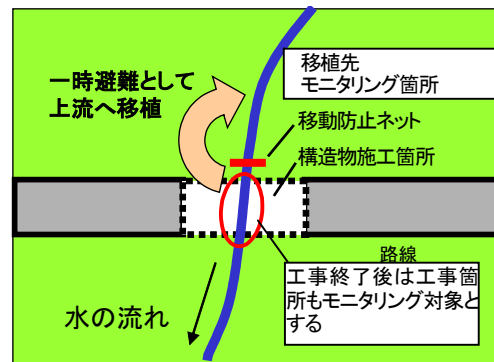 一時避難として
上流へ移植
移植先
モニタリング箇所
移動防止ネット
構造物施工箇所
路線
工事終了後は工事箇
所もモニタリング対象と
する
水の流れ